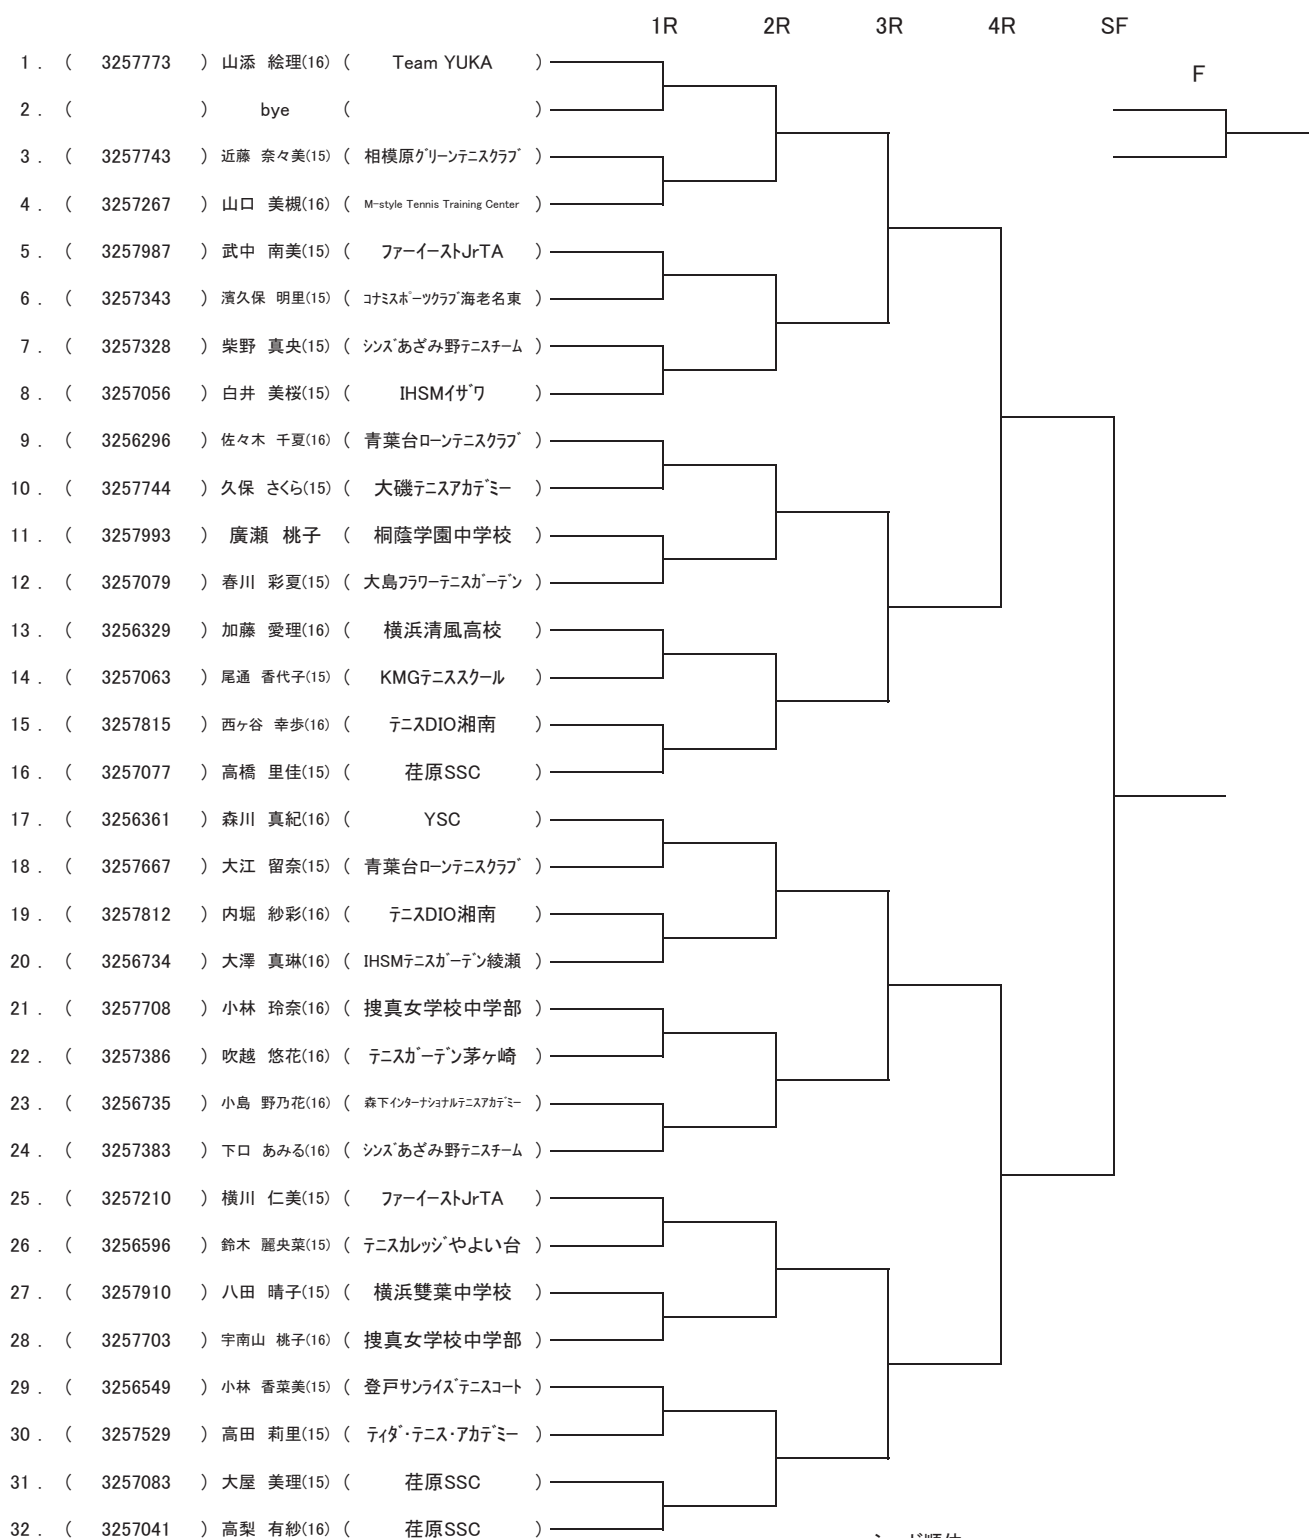 1R 2R 3R 4R SF
F
1 . ( 3257773 ) 山添 絵理(16) ( Team YUKA )
2 . ( ) bye ( )
3 . ( 3257743 ) 近藤 奈々美(15) ( 相模原ｸﾞﾘｰﾝﾃﾆｽｸﾗﾌﾞ )
4 . ( 3257267 ) 山口 美槻(16) ( M-style Tennis Training Center )
5 . ( 3257987 ) 武中 南美(15) ( ﾌｧｰｲｰｽﾄJrTA )
6 . ( 3257343 ) 濱久保 明里(15) ( ｺﾅﾐｽﾎﾟｰﾂｸﾗﾌﾞ海老名東 )
7 . ( 3257328 ) 柴野 真央(15) ( ｼﾝｽﾞあざみ野ﾃﾆｽﾁｰﾑ )
8 . ( 3257056 ) 白井 美桜(15) ( IHSMｲｻﾞﾜ )
9 . ( 3256296 ) 佐々木 千夏(16) ( 青葉台ﾛｰﾝﾃﾆｽｸﾗﾌﾞ )
10 . ( 3257744 ) 久保 さくら(15) ( 大磯ﾃﾆｽｱｶﾃﾞﾐｰ )
11 . ( 3257993 ) 廣瀬 桃子 ( 桐蔭学園中学校 )
12 . ( 3257079 ) 春川 彩夏(15) ( 大島ﾌﾗﾜｰﾃﾆｽｶﾞｰﾃﾞﾝ )
13 . ( 3256329 ) 加藤 愛理(16) ( 横浜清風高校 )
14 . ( 3257063 ) 尾通 香代子(15) ( KMGﾃﾆｽｽｸｰﾙ )
15 . ( 3257815 ) 西ヶ谷 幸歩(16) ( ﾃﾆｽDIO湘南 )
16 . ( 3257077 ) 高橋 里佳(15) ( 荏原SSC )
17 . ( 3256361 ) 森川 真紀(16) ( YSC )
18 . ( 3257667 ) 大江 留奈(15) ( 青葉台ﾛｰﾝﾃﾆｽｸﾗﾌﾞ )
19 . ( 3257812 ) 内堀 紗彩(16) ( ﾃﾆｽDIO湘南 )
20 . ( 3256734 ) 大澤 真琳(16) ( IHSMﾃﾆｽｶﾞｰﾃﾞﾝ綾瀬 )
21 . ( 3257708 ) 小林 玲奈(16) ( 捜真女学校中学部 )
22 . ( 3257386 ) 吹越 悠花(16) ( ﾃﾆｽｶﾞｰﾃﾞﾝ茅ヶ崎 )
23 . ( 3256735 ) 小島 野乃花(16) ( 森下ｲﾝﾀｰﾅｼｮﾅﾙﾃﾆｽｱｶﾃﾞﾐｰ )
24 . ( 3257383 ) 下口 あみる(16) ( ｼﾝｽﾞあざみ野ﾃﾆｽﾁｰﾑ )
25 . ( 3257210 ) 横川 仁美(15) ( ﾌｧｰｲｰｽﾄJrTA )
26 . ( 3256596 ) 鈴木 麗央菜(15) ( ﾃﾆｽｶﾚｯｼﾞやよい台 )
27 . ( 3257910 ) 八田 晴子(15) ( 横浜雙葉中学校 )
28 . ( 3257703 ) 宇南山 桃子(16) ( 捜真女学校中学部 )
29 . ( 3256549 ) 小林 香菜美(15) ( 登戸ｻﾝﾗｲｽﾞﾃﾆｽｺｰﾄ )
30 . ( 3257529 ) 高田 莉里(15) ( ﾃｨﾀﾞ･ﾃﾆｽ･ｱｶﾃﾞﾐｰ )
31 . ( 3257083 ) 大屋 美理(15) ( 荏原SSC )
32 . ( 3257041 ) 高梨 有紗(16) ( 荏原SSC )